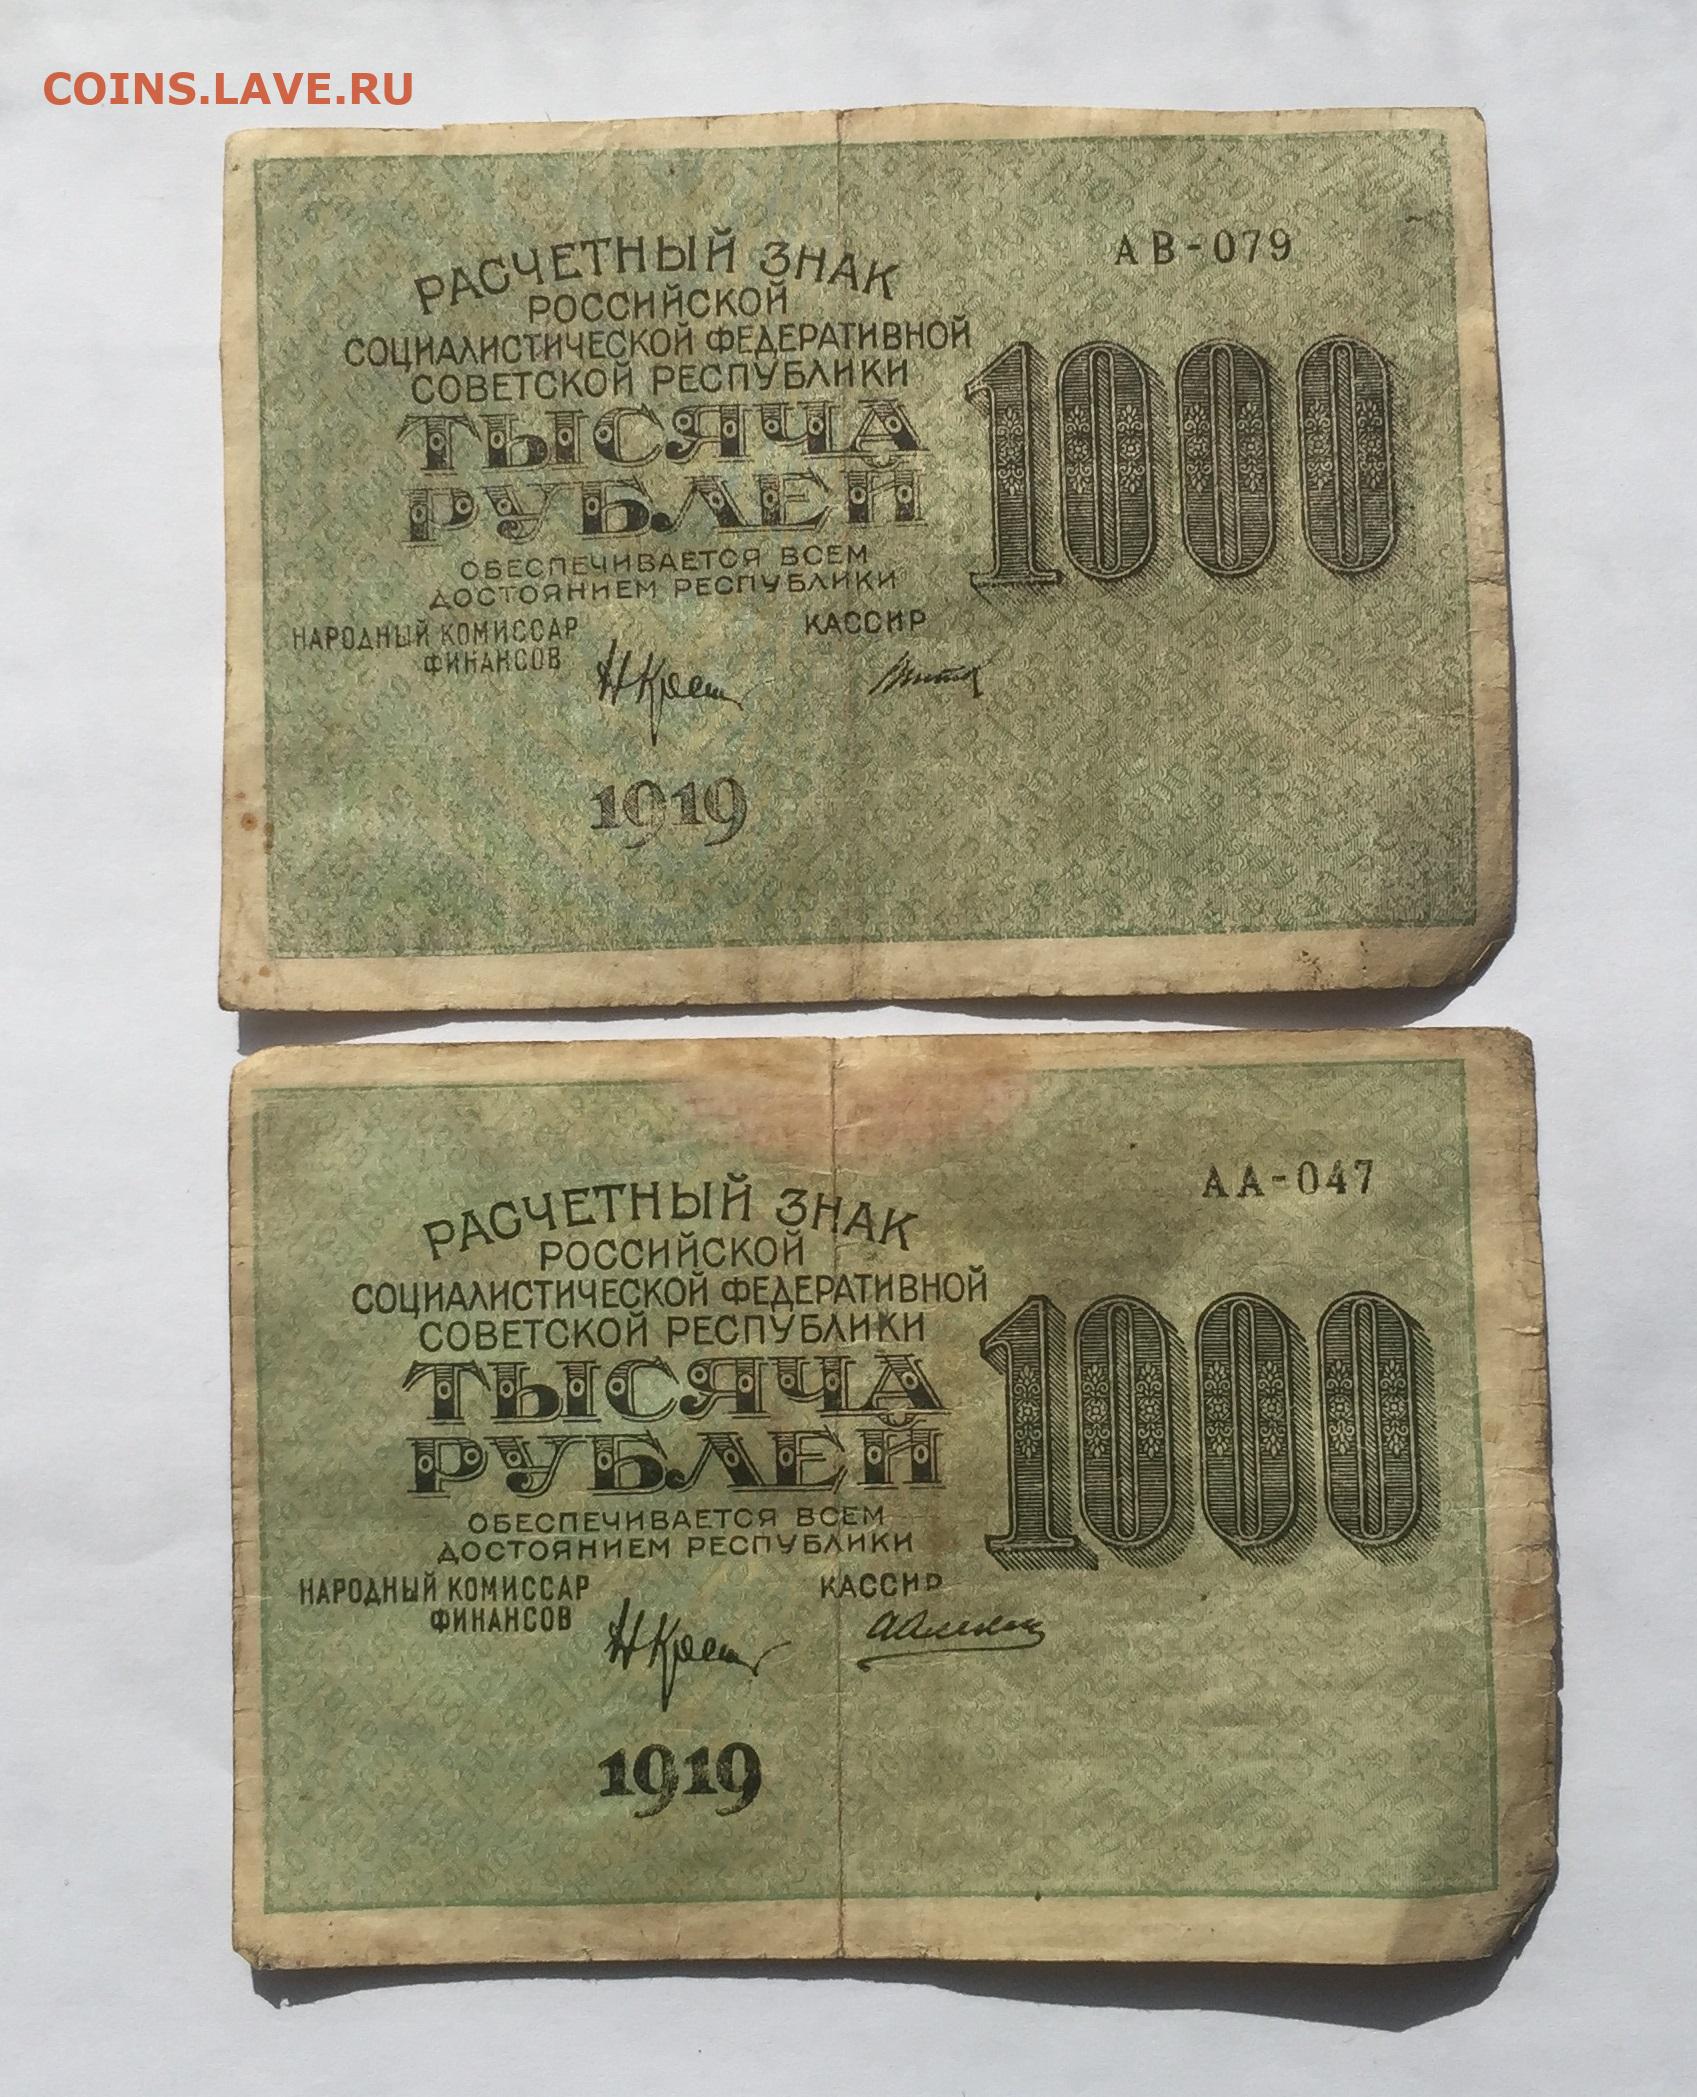 COINS.LAVE.RU
АВ-079
РАСЧЕТНЫЙ ЗНАК
РОССИЙСКОЙ
СОЦИАЛИСТИЧЕСКОЙ ФЕДЕРАТИВНОЙ
СОВЕТСКОЙ РЕСПУБЛИКИ
ТЫСЯЧА
РУБЛЕЙ
1000
ОБЕСПЕЧИВАЕТСЯ ВСЕМ
ДОСТОЯНИЕМ РЕСПУБЛИКИ
НАРОДНЫЙ КОМИССАР
ФИНАНСОВ
КАССИР
1919
АА-047
РАСЧЕТНЫЙ ЗНАК
РОССИЙСКОЙ
СОЦИАЛИСТИЧЕСКОЙ ФЕДЕРАТИВНОЙ
СОВЕТСКОЙ РЕСПУБЛИКИ
ТЫСЯЧА
РУБЛЕЙ
1000
ОБЕСПЕЧИВАЕТСЯ ВСЕМ
ДОСТОЯНИЕМ РЕСПУБЛИКИ
НАРОДНЫЙ КОМИССАР
ФИНАНСОВ
КАССИР
1919